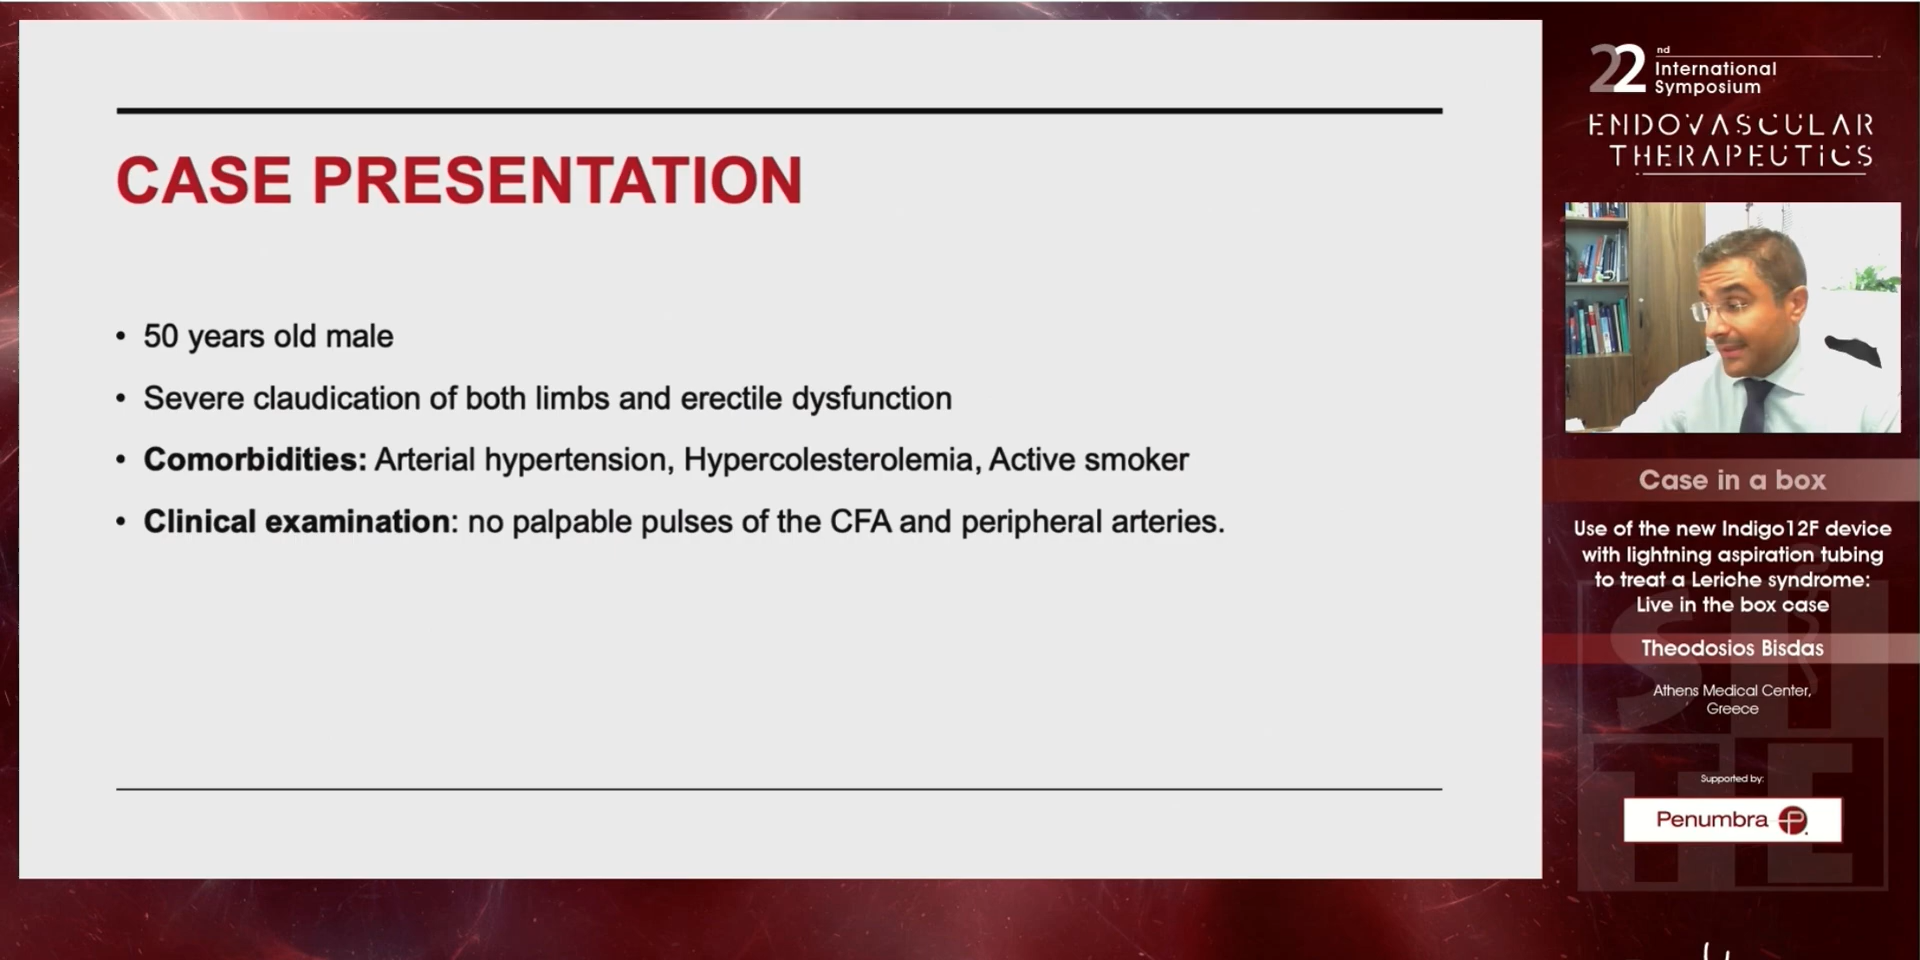 CASE PRESENTATION
• 50 years old male
• Severe claudication of both limbs and erectile dysfunction
• Comorbidities: Arterial hypertension, Hypercolesterolemia, Active smoker
• Clinical examination: no palpable pulses of the CFA and peripheral arteries.
22nd
International
Symposium
ENDOVASCULAR
THERAPEUTiCS
Case in a box
Use of the new Indigo12F device
with lightning aspiration tubing
to treat a Leriche syndrome:
Live in the box case
Theodosios Bisdas
Athens Medical Center,
Greece
Supported by:
Penumbra P
SITE